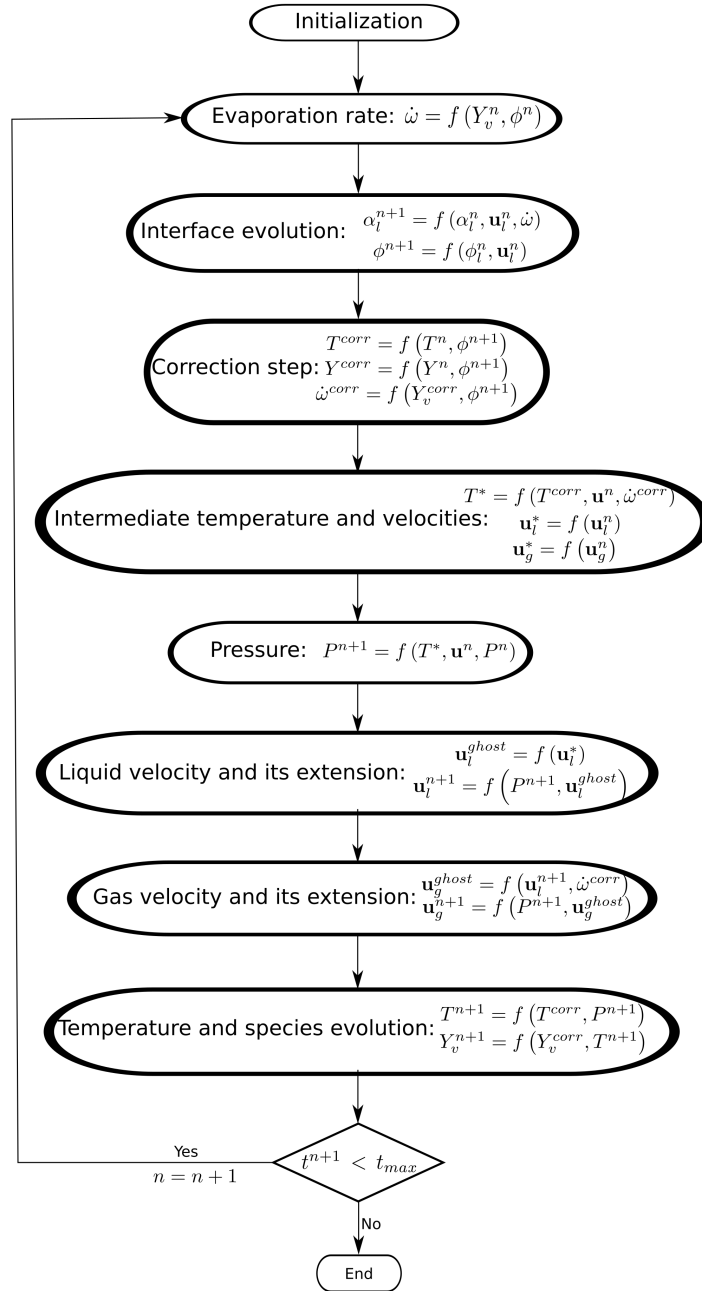 Initialization
Evaporation rate: ω̇ = f (Y_v^n, ϕ^n)
α_l^{n+1} = f (α_l^n, 𝐮_l^n, ω̇)
Interface evolution:
ϕ^{n+1} = f (ϕ_l^n, 𝐮_l^n)
T^{corr} = f (T^n, ϕ^{n+1})
Correction step: Y^{corr} = f (Y^n, ϕ^{n+1})
ω̇^{corr} = f (Y_v^{corr}, ϕ^{n+1})
T^* = f (T^{corr}, 𝐮^n, ω̇^{corr})
Intermediate temperature and velocities: 𝐮_l^* = f (𝐮_l^n)
𝐮_g^* = f (𝐮_g^n)
Pressure: P^{n+1} = f (T^*, 𝐮^n, P^n)
𝐮_l^{ghost} = f (𝐮_l^*)
Liquid velocity and its extension:
𝐮_l^{n+1} = f (P^{n+1}, 𝐮_l^{ghost})
𝐮_g^{ghost} = f (𝐮_l^{n+1}, ω̇^{corr})
Gas velocity and its extension:
𝐮_g^{n+1} = f (P^{n+1}, 𝐮_g^{ghost})
T^{n+1} = f (T^{corr}, P^{n+1})
Temperature and species evolution:
Y_v^{n+1} = f (Y_v^{corr}, T^{n+1})
Yes
n = n + 1
t^{n+1} < t_{max}
No
End